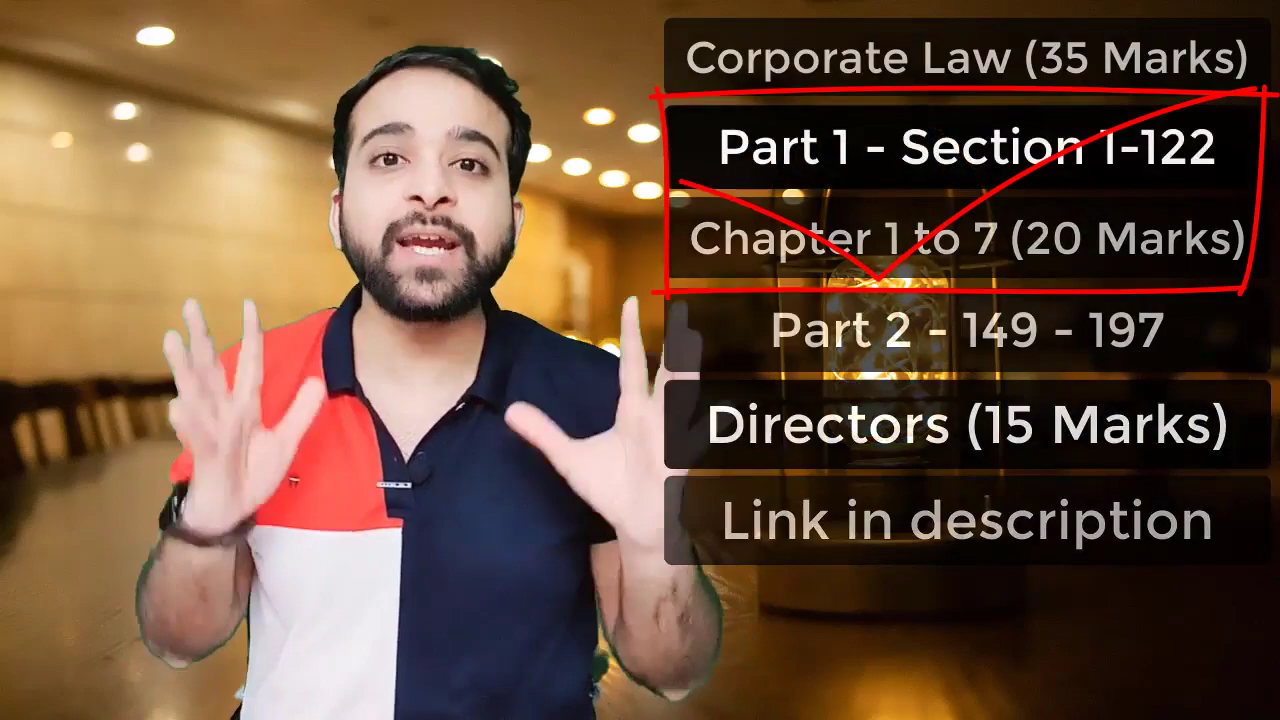 Corporate Law (35 Marks)
Part 1 - Section 1-122
Chapter 1 to 7 (20 Marks)
Part 2 - 149 - 197
Directors (15 Marks)
Link in description